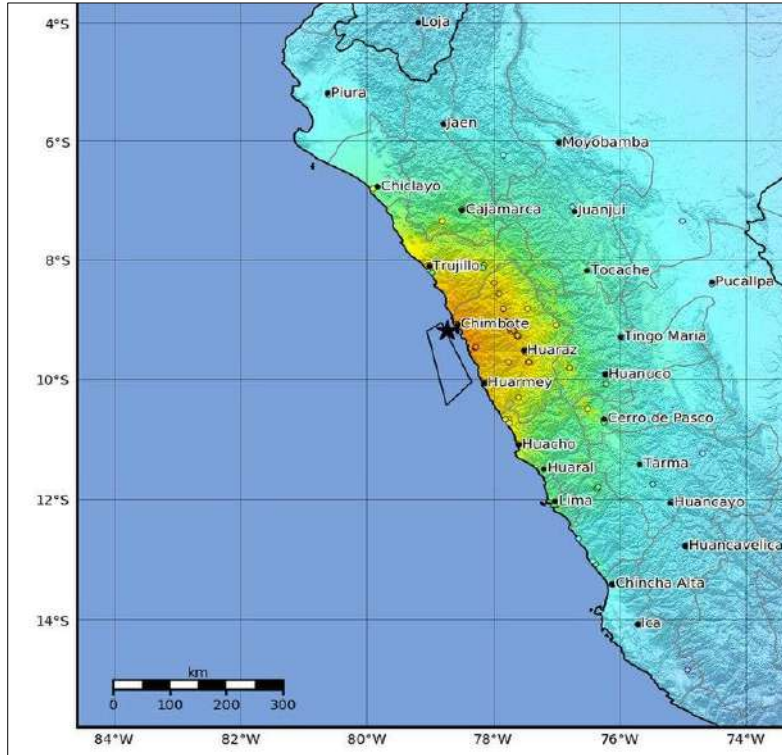 4°S
Loja
Piura
Jaen
6°S
Moyobamba
Chiclayo
Cajamarca
Juanjui
8°S
Trujillo
Tocache
Pucallpa
Chimbote
Tingo Maria
Huaraz
Huanuco
10°S
Huarmey
Cerro de Pasco
Huacho
Huaral
Tarma
12°S
Lima
Huancayo
Huancavelica
Chincha Alta
14°S
Ica
km
0 100 200 300
84°W 82°W 80°W 78°W 76°W 74°W